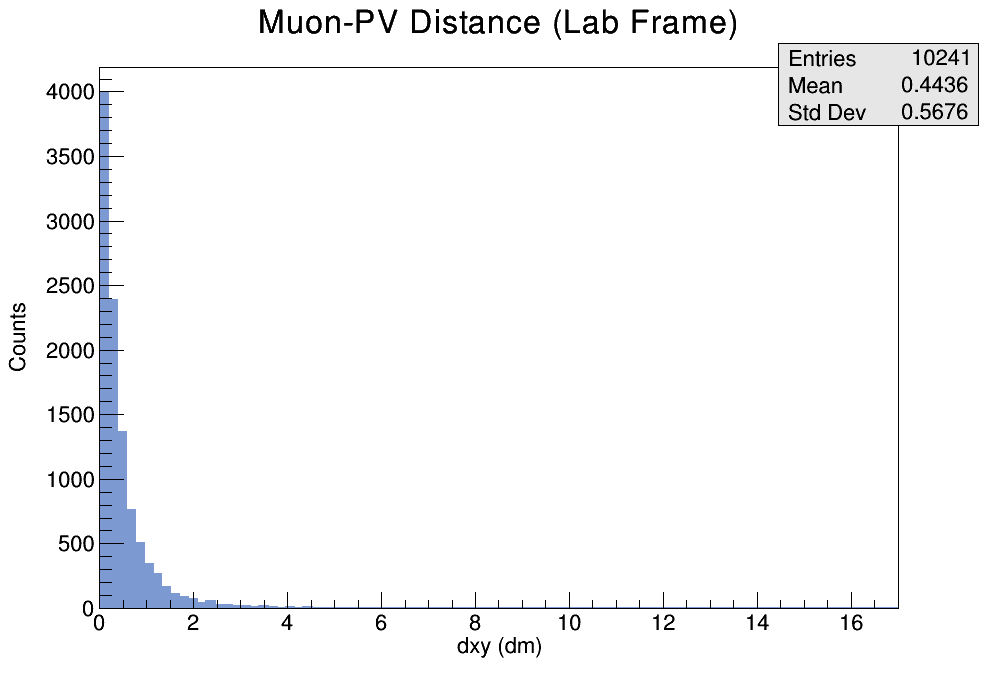 Muon-PV Distance (Lab Frame)
Entries 10241
Mean 0.4436
Std Dev 0.5676
4000
3500
3000
2500
2000
1500
1000
500
0
Counts
0 2 4 6 8 10 12 14 16
dxy (dm)